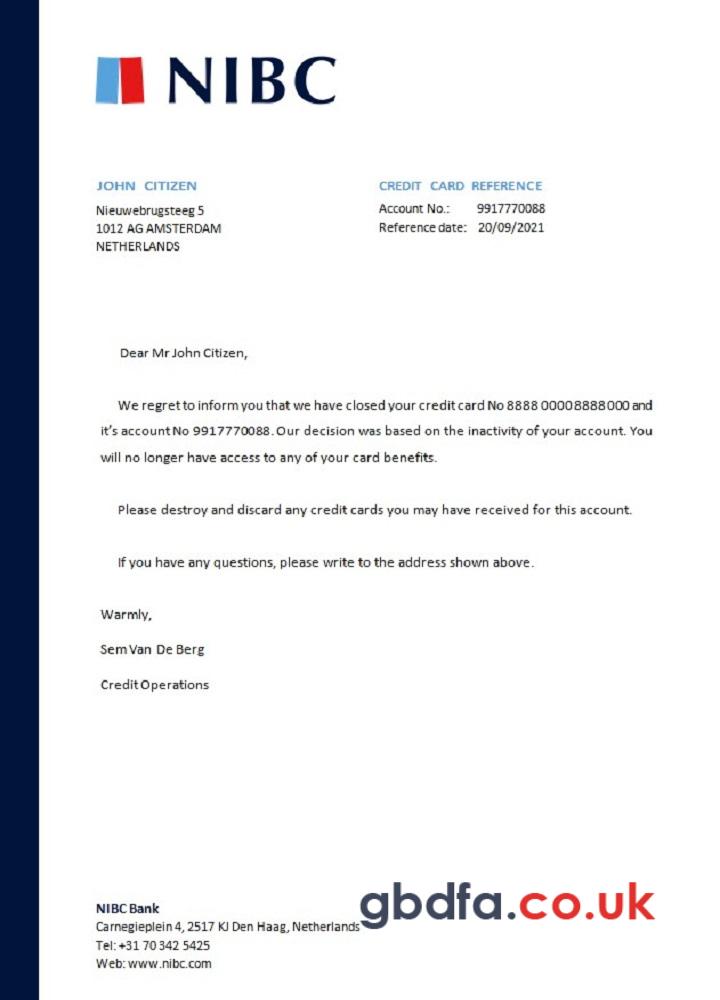 NIBC
JOHN CITIZEN
Nieuwebrugsteeg 5
1012 AG AMSTERDAM
NETHERLANDS
CREDIT CARD REFERENCE
Account No.: 9917770088
Reference date: 20/09/2021
Dear Mr John Citizen,
We regret to inform you that we have closed your credit card No 8888 00008888000 and
it's account No 9917770088. Our decision was based on the inactivity of your account. You
will no longer have access to any of your card benefits.
Please destroy and discard any credit cards you may have received for this account.
If you have any questions, please write to the address shown above.
Warmly,
Sem Van De Berg
Credit Operations
NIBC Bank
Carnegieplein 4, 2517 KJ Den Haag, Netherlands
Tel: +31 70 342 5425
Web: www.nibc.com
gbdfa.co.uk